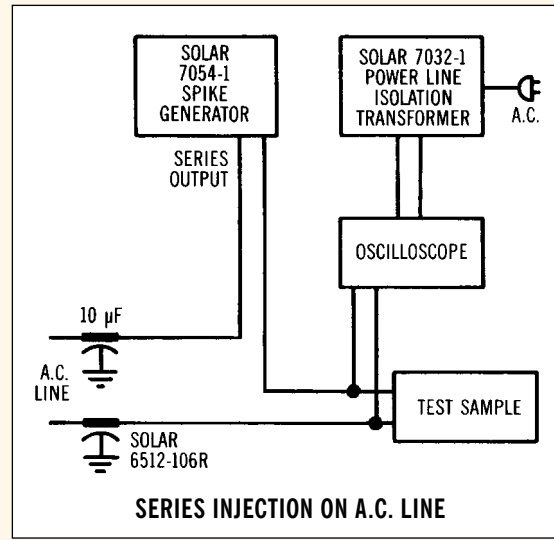 SOLAR
7054-1
SPIKE
GENERATOR
SOLAR 7032-1
POWER LINE
ISOLATION
TRANSFORMER
A.C.
SERIES
OUTPUT
OSCILLOSCOPE
10 µF
A.C.
LINE
TEST SAMPLE
SOLAR
6512-106R
SERIES INJECTION ON A.C. LINE